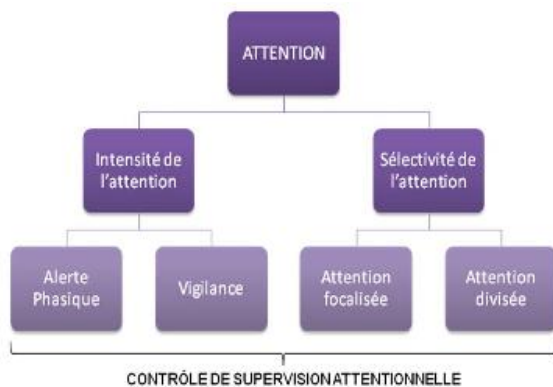 ATTENTION
Intensité de
l'attention
Sélectivité de
l'attention
Alerte
Phasique
Vigilance
Attention
focalisée
Attention
divisée
CONTRÔLE DE SUPERVISION ATTENTIONNELLE